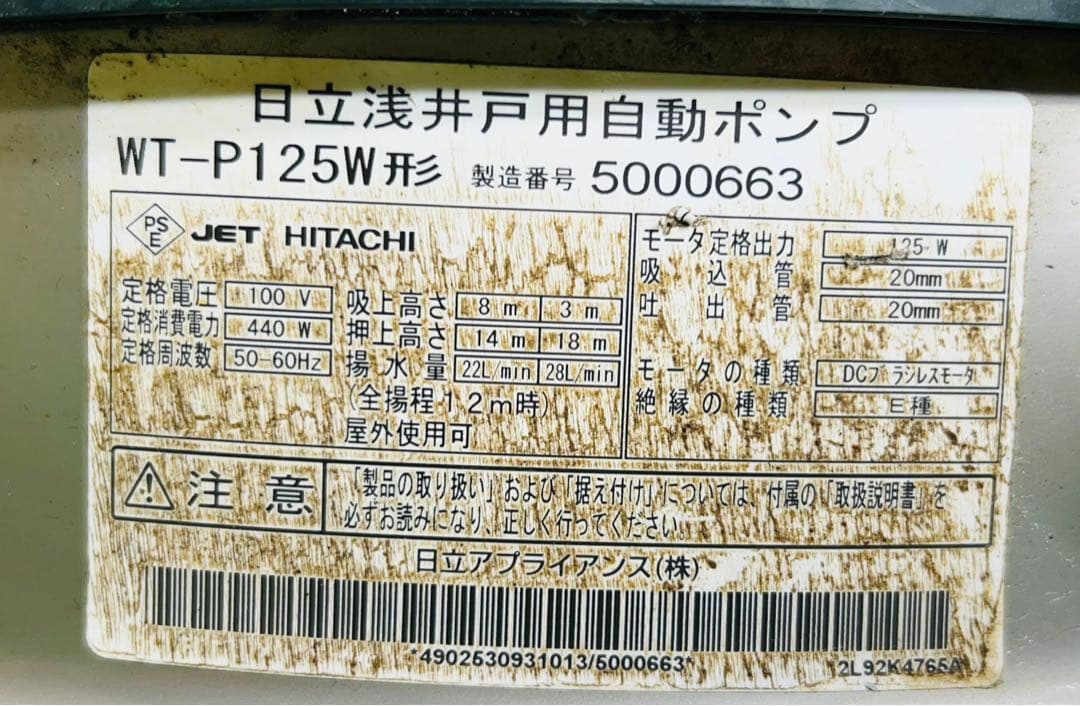 日立浅井戸用自動ポンプ
WT-P125W形 製造番号 5000663
PSE JET HITACHI
定格電圧 100 V
定格消費電力 440 W
定格周波数 50-60Hz
吸上高さ 8 m 3 m
押上高さ 14 m 18 m
揚水量 22L/min 28L/min
(全揚程12m時)
屋外使用可
モータ定格出力 125 W
吸込管 20mm
吐出管 20mm
モータの種類 DCブラシレスモータ
絶縁の種類 E種
注意
「製品の取り扱い」および「据え付け」については、付属の「取扱説明書」を
必ずお読みになり、正しく行ってください。
日立アプライアンス(株)
*4902530931013/5000663*
2L92K4765A